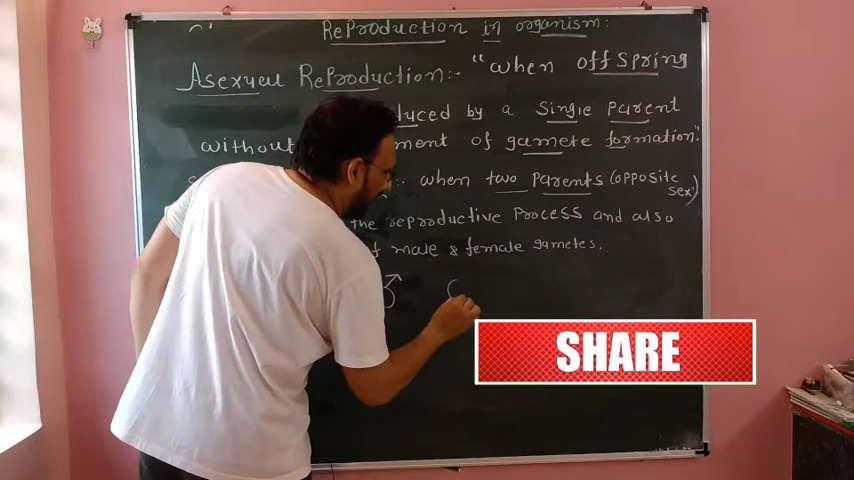 ReProduction in organism:
Asexual ReProduction:- "when offspring
duced by a single parent
without ment of gamete formation."
:. when two parents (opposite
sex)
the reproductive Process and also
f male & female gametes.
♂
SHARE